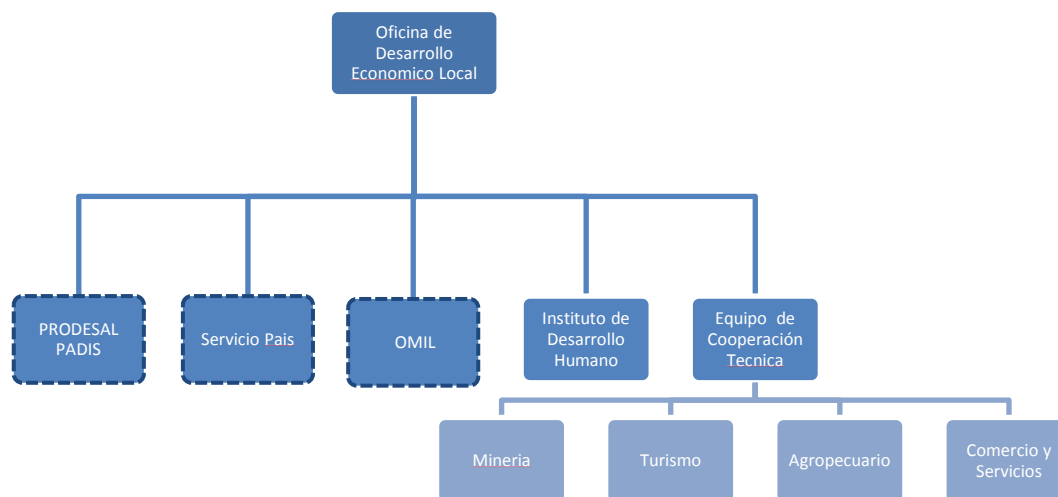 Oficina de
Desarrollo
Economico Local
PRODESAL
PADIS
Servicio Pais
OMIL
Instituto de
Desarrollo
Humano
Equipo de
Cooperación
Tecnica
Mineria
Turismo
Agropecuario
Comercio y
Servicios